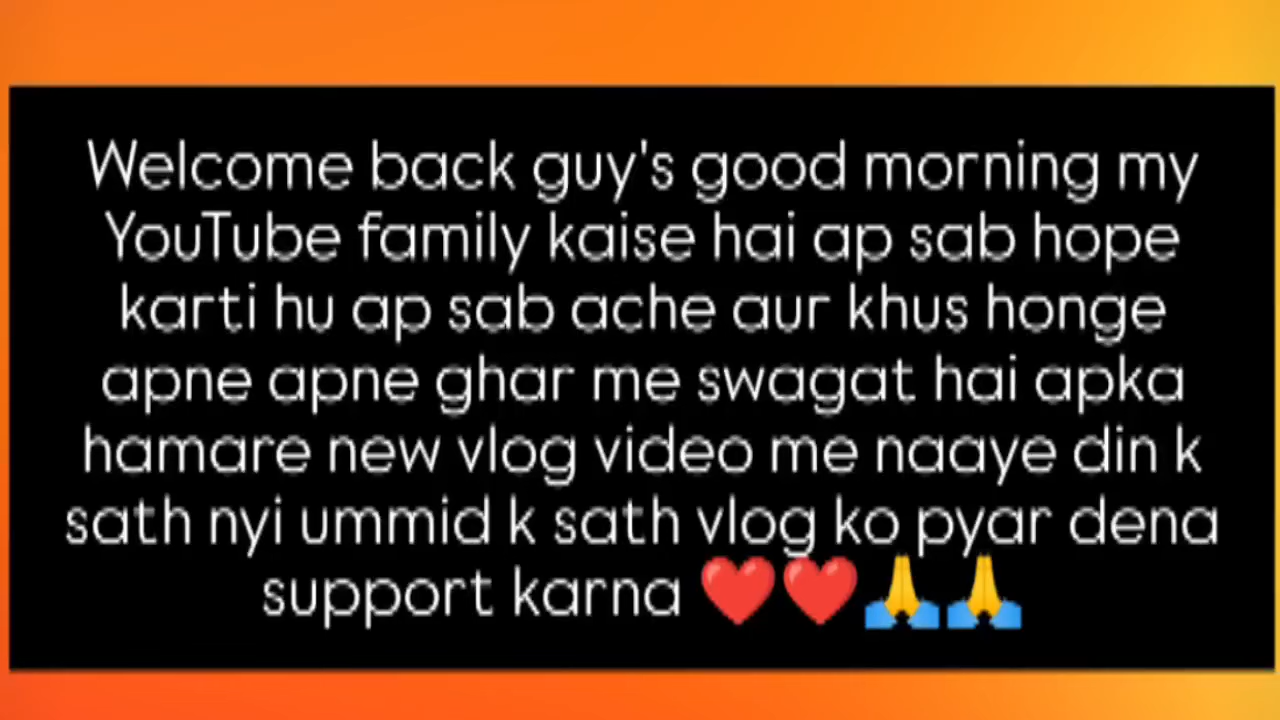 Welcome back guy's good morning my
YouTube family kaise hai ap sab hope
karti hu ap sab ache aur khus honge
apne apne ghar me swagat hai apka
hamare new vlog video me naaye din k
sath nyi ummid k sath vlog ko pyar dena
support karna ❤️❤️🙏🙏